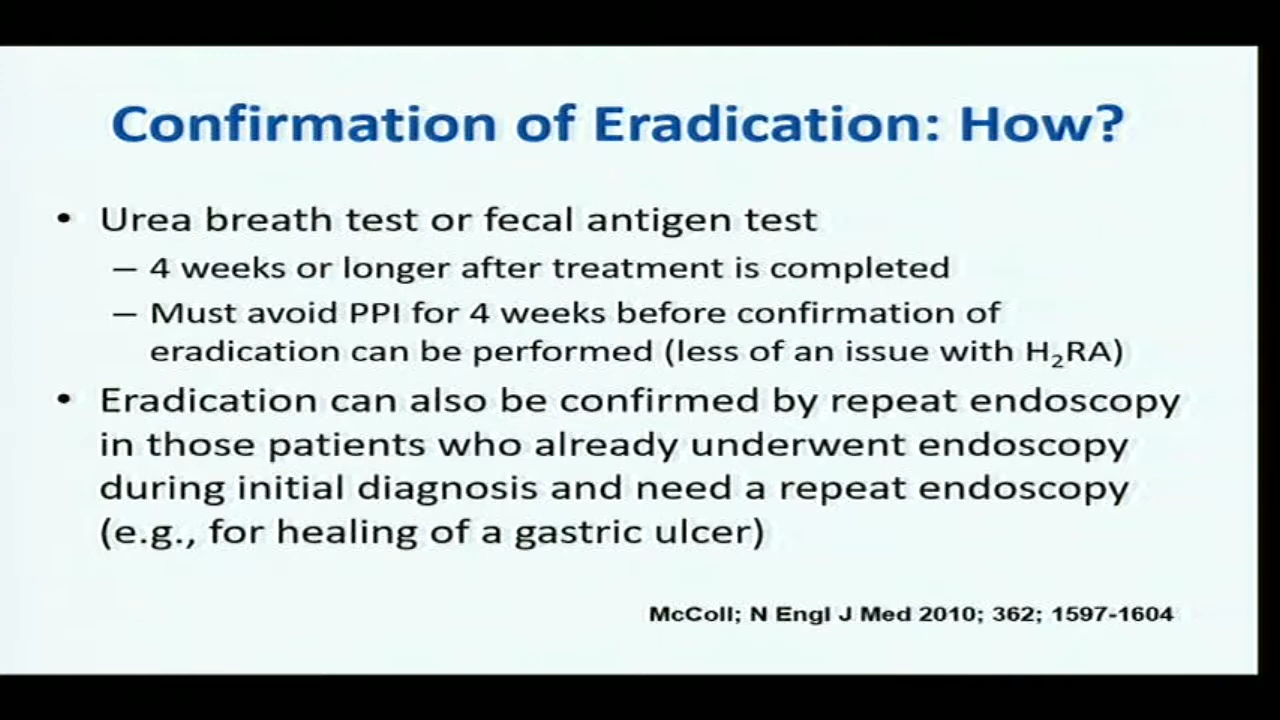 Confirmation of Eradication: How?
• Urea breath test or fecal antigen test
– 4 weeks or longer after treatment is completed
– Must avoid PPI for 4 weeks before confirmation of
eradication can be performed (less of an issue with H₂RA)
• Eradication can also be confirmed by repeat endoscopy
in those patients who already underwent endoscopy
during initial diagnosis and need a repeat endoscopy
(e.g., for healing of a gastric ulcer)
McColl; N Engl J Med 2010; 362; 1597-1604